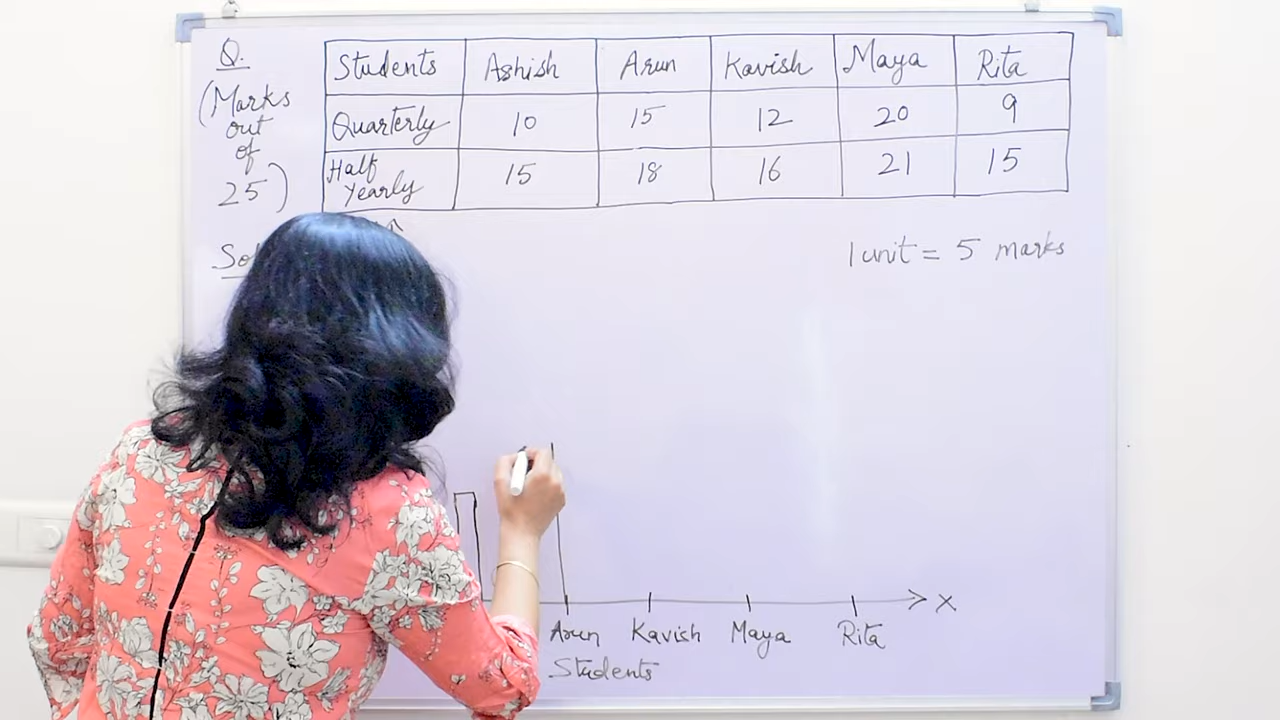 Q.
(Marks
out
of
25)
Students Ashish Arun Kavish Maya Rita
Quarterly 10 15 12 20 9
Half
Yearly 15 18 16 21 15
1 unit = 5 marks
X
Arun Kavish Maya Rita
Students